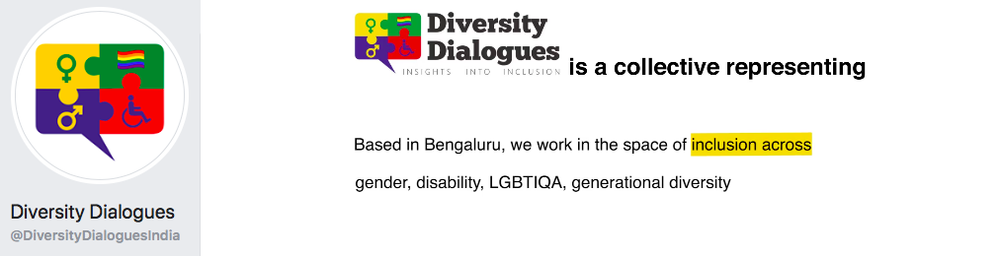 Diversity Dialogues
@DiversityDialoguesIndia
Diversity
Dialogues
INSIGHTS INTO INCLUSION
is a collective representing
Based in Bengaluru, we work in the space of inclusion across
gender, disability, LGBTIQA, generational diversity